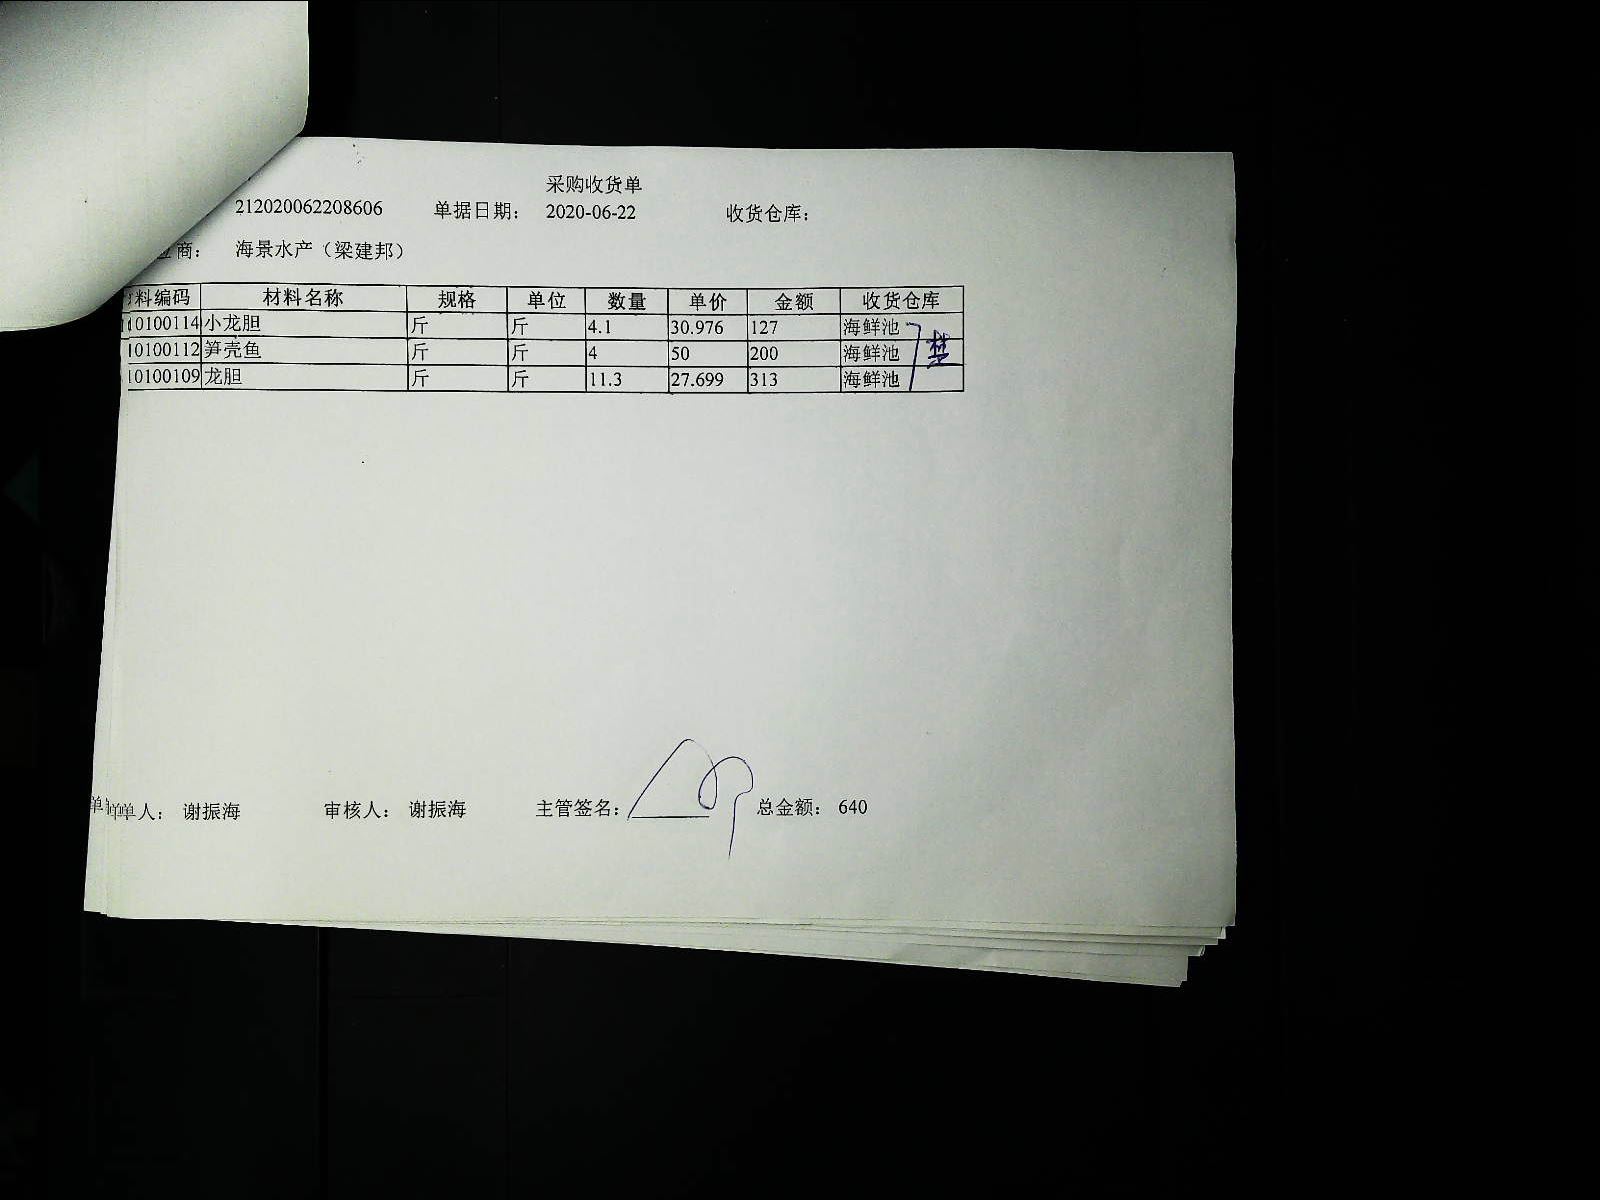 采购收货单
212020062208606 单据日期： 2020-06-22 收货仓库：
商： 海景水产（梁建邦）
料编码 材料名称 规格 单位 数量 单价 金额 收货仓库
10100114 小龙胆 斤 斤 4.1 30.976 127 海鲜池
10100112 笋壳鱼 斤 斤 4 50 200 海鲜池
10100109 龙胆 斤 斤 11.3 27.699 313 海鲜池
单人： 谢振海 审核人： 谢振海 主管签名： 总金额： 640